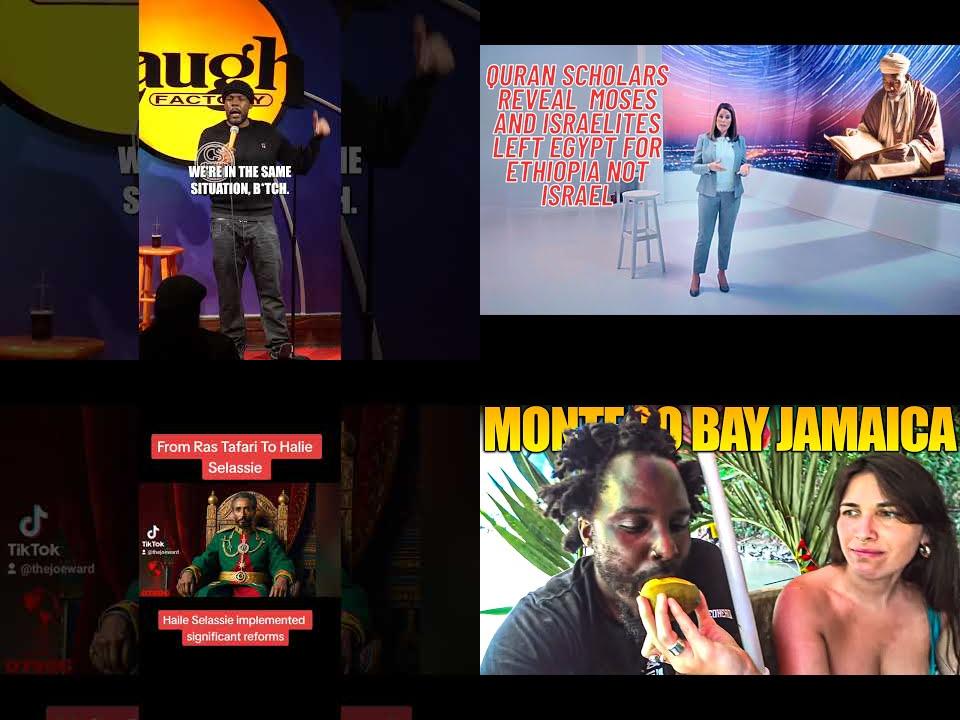 augh
FACTORY
WE'RE IN THE SAME
SITUATION, B*TCH.
QURAN SCHOLARS
REVEAL MOSES
AND ISRAELITES
LEFT EGYPT FOR
ETHIOPIA NOT
ISRAEL
From Ras Tafari To Halie
Selassie
TikTok
@thejoeward
TikTok
@thejoeward
Haile Selassie implemented
significant reforms
BAY JAMAICA